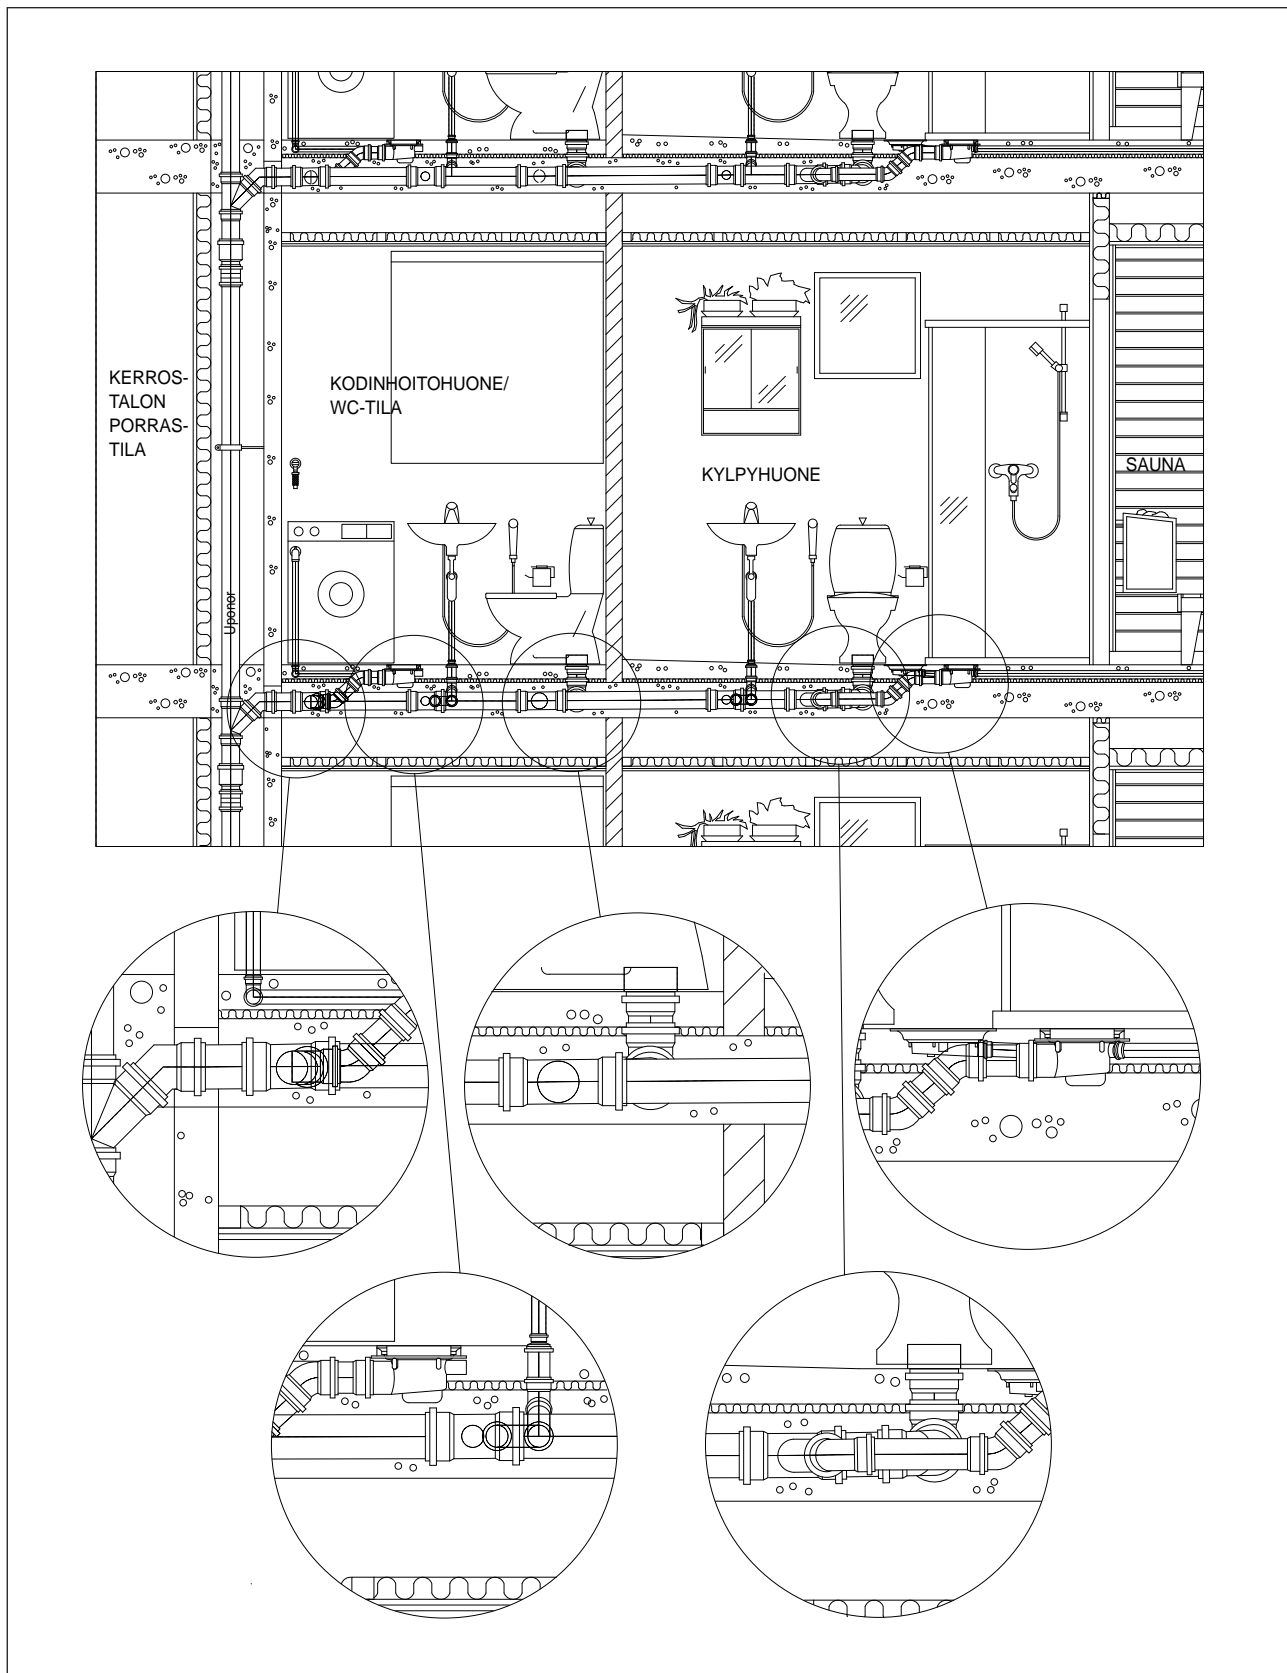 KERROS-
TALON
PORRAS-
TILA
KODINHOITOHUONE/
WC-TILA
KYLPYHUONE
SAUNA
Uponor